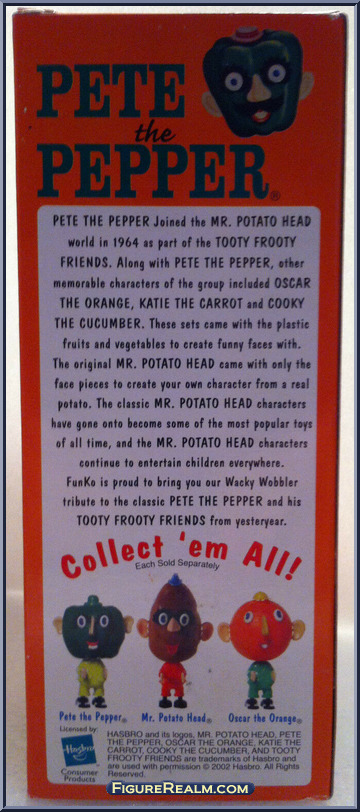 PETE
the
PEPPER®
PETE THE PEPPER Joined the MR. POTATO HEAD
world in 1964 as part of the TOOTY FROOTY
FRIENDS. Along with PETE THE PEPPER, other
memorable characters of the group included OSCAR
THE ORANGE, KATIE THE CARROT and COOKY
THE CUCUMBER. These sets came with the plastic
fruits and vegetables to create funny faces with.
The original MR. POTATO HEAD came with only the
face pieces to create your own character from a real
potato. The classic MR. POTATO HEAD characters
have gone onto become some of the most popular toys
of all time, and the MR. POTATO HEAD characters
continue to entertain children everywhere.
FunKo is proud to bring you our Wacky Wobbler
tribute to the classic PETE THE PEPPER and his
TOOTY FROOTY FRIENDS from yesteryear.
Collect 'em All!
Each Sold Separately
Pete the Pepper® Mr. Potato Head® Oscar the Orange®
Licensed by:
Hasbro
Consumer
Products
HASBRO and its logos, MR. POTATO HEAD, PETE
THE PEPPER, OSCAR THE ORANGE, KATIE THE
CARROT, COOKY THE CUCUMBER, AND TOOTY
FROOTY FRIENDS are trademarks of Hasbro and
are used with permission © 2002 Hasbro. All Rights
Reserved.
FIGUREREALM.COM